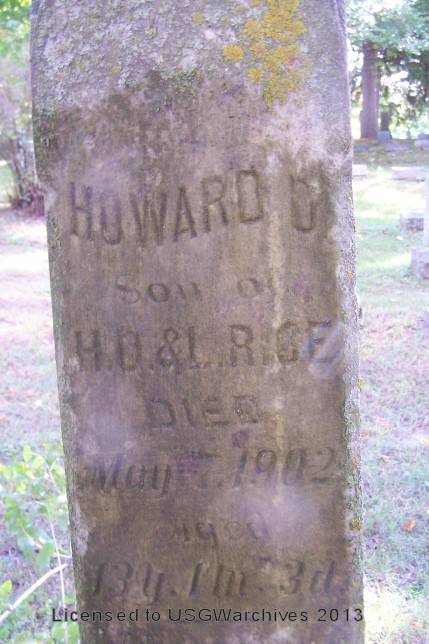 HOWARD D.
Son of
H.O.&L. RICE
DIED
May 7, 1902
aged
13y. 1m. 3d.
Licensed to USGWarchives 2013